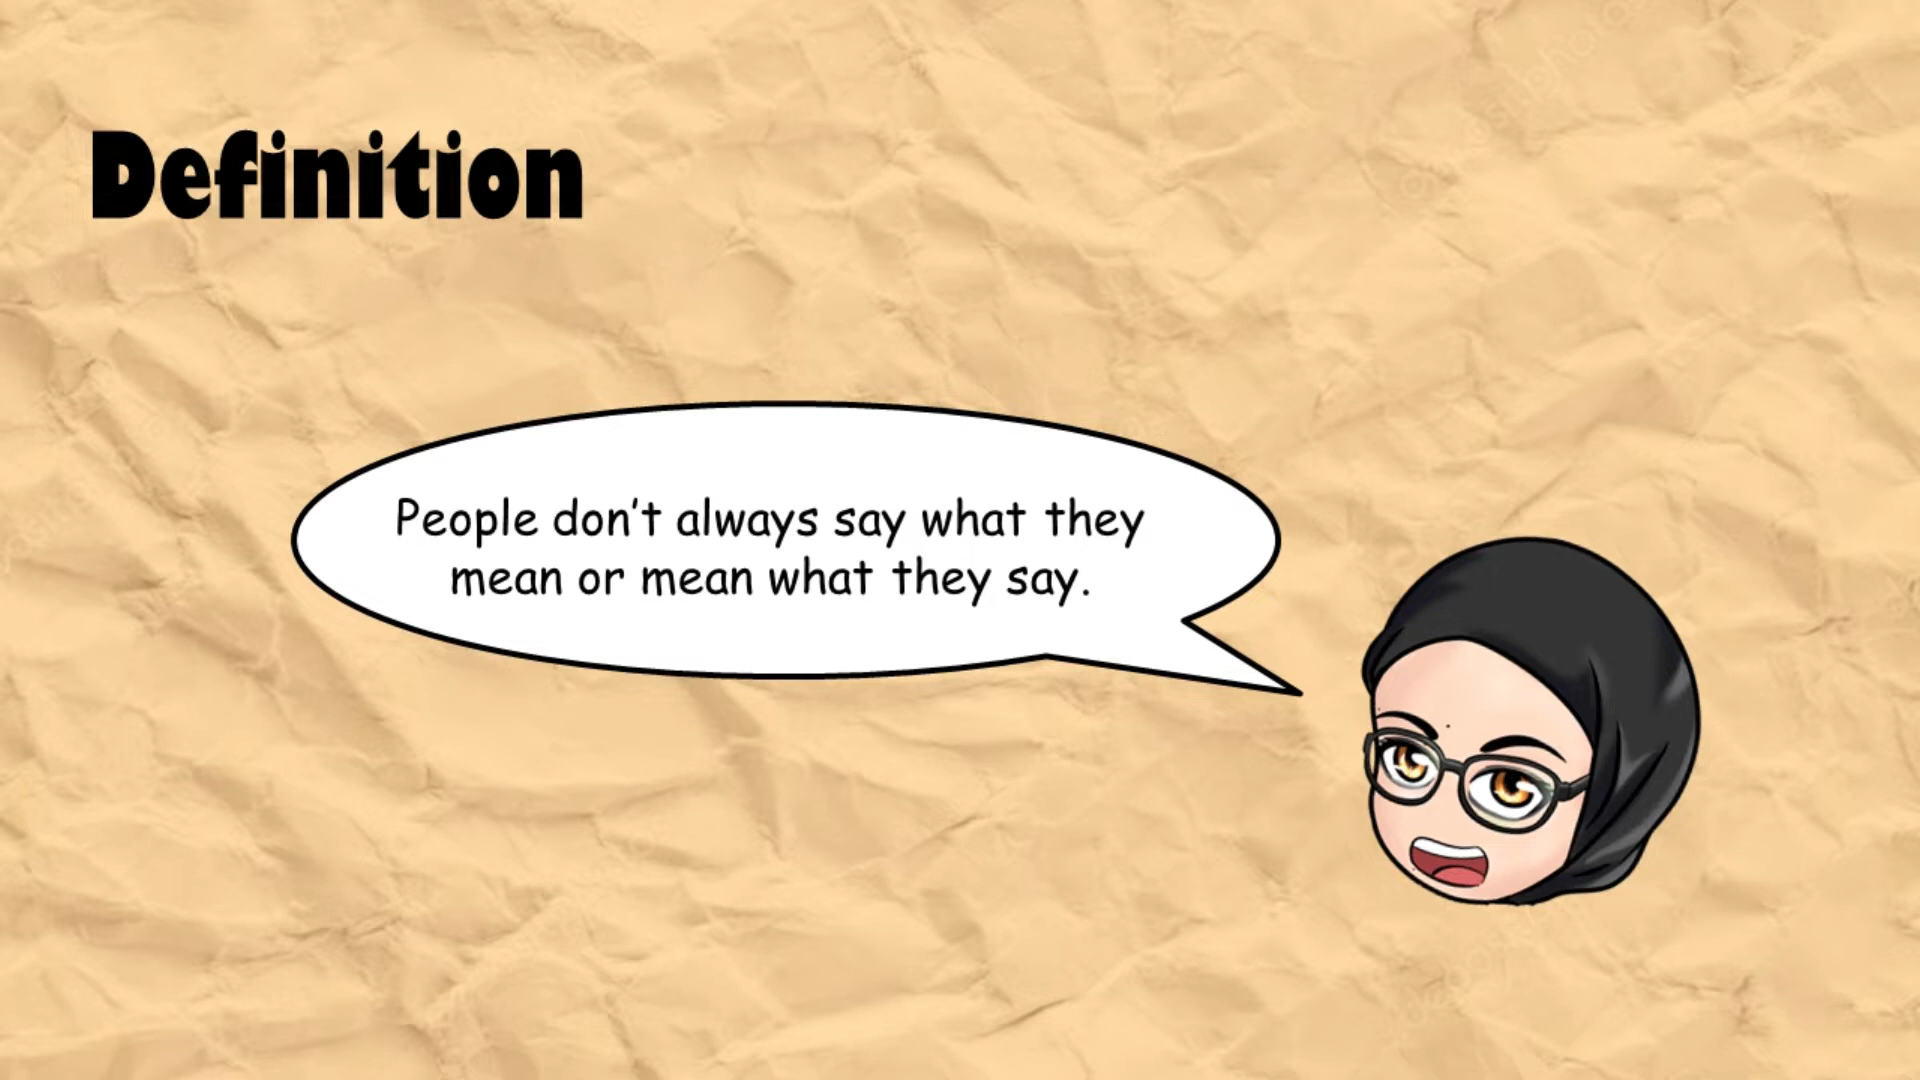 Definition
People don't always say what they
mean or mean what they say.